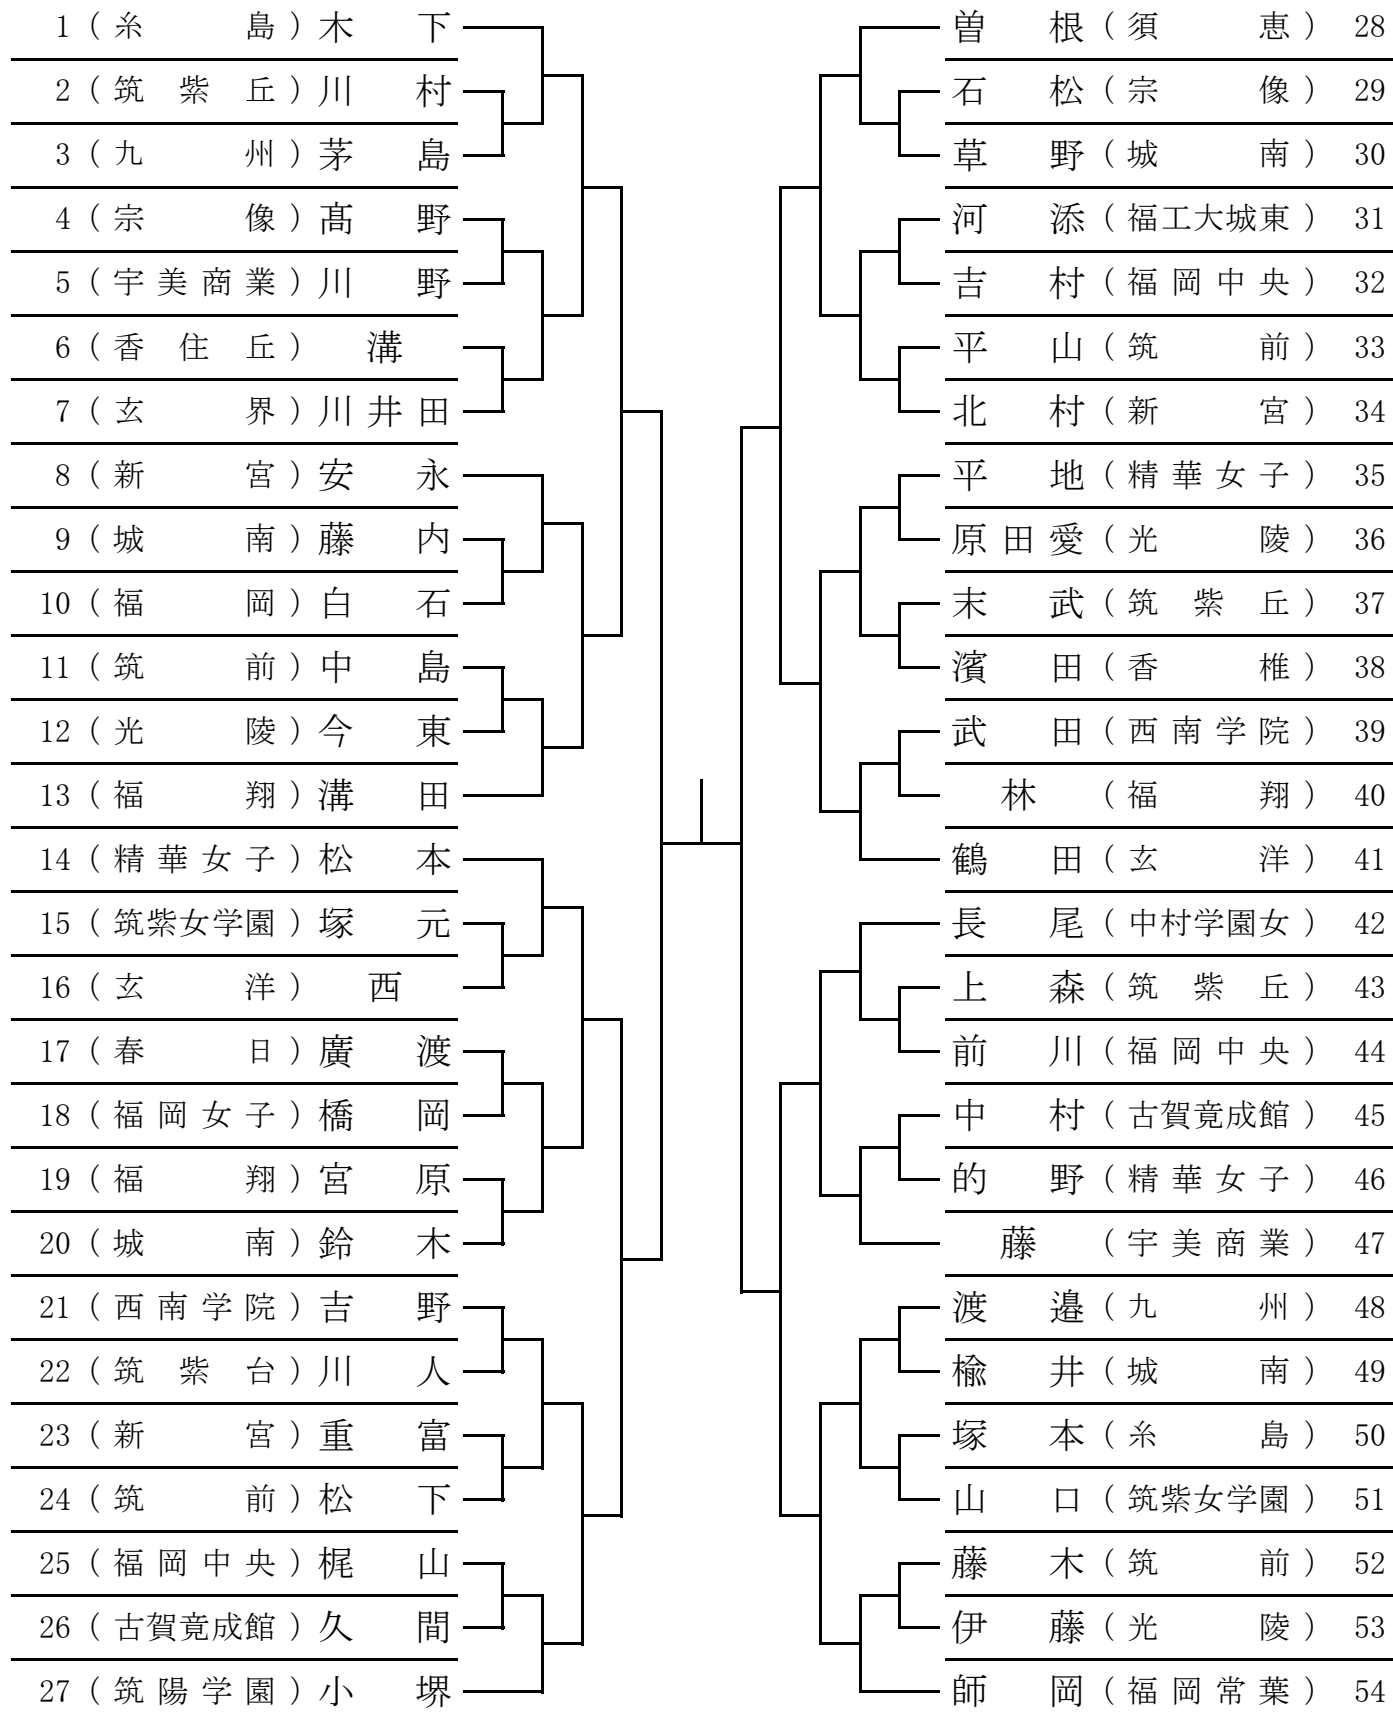 1 （ 糸 島 ） 木 下
2 （ 筑 紫 丘 ） 川 村
3 （ 九 州 ） 茅 島
4 （ 宗 像 ） 髙 野
5 （ 宇 美 商 業 ） 川 野
6 （ 香 住 丘 ） 溝
7 （ 玄 界 ） 川 井 田
8 （ 新 宮 ） 安 永
9 （ 城 南 ） 藤 内
10 （ 福 岡 ） 白 石
11 （ 筑 前 ） 中 島
12 （ 光 陵 ） 今 東
13 （ 福 翔 ） 溝 田
14 （ 精 華 女 子 ） 松 本
15 （ 筑紫女学園 ） 塚 元
16 （ 玄 洋 ） 西
17 （ 春 日 ） 廣 渡
18 （ 福 岡 女 子 ） 橋 岡
19 （ 福 翔 ） 宮 原
20 （ 城 南 ） 鈴 木
21 （ 西 南 学 院 ） 吉 野
22 （ 筑 紫 台 ） 川 人
23 （ 新 宮 ） 重 富
24 （ 筑 前 ） 松 下
25 （ 福 岡 中 央 ） 梶 山
26 （ 古賀竟成館 ） 久 間
27 （ 筑 陽 学 園 ） 小 堺
曽 根 （ 須 恵 ） 28
石 松 （ 宗 像 ） 29
草 野 （ 城 南 ） 30
河 添 （ 福工大城東 ） 31
吉 村 （ 福 岡 中 央 ） 32
平 山 （ 筑 前 ） 33
北 村 （ 新 宮 ） 34
平 地 （ 精 華 女 子 ） 35
原 田 愛 （ 光 陵 ） 36
末 武 （ 筑 紫 丘 ） 37
濱 田 （ 香 椎 ） 38
武 田 （ 西 南 学 院 ） 39
林 （ 福 翔 ） 40
鶴 田 （ 玄 洋 ） 41
長 尾 （ 中村学園女 ） 42
上 森 （ 筑 紫 丘 ） 43
前 川 （ 福 岡 中 央 ） 44
中 村 （ 古賀竟成館 ） 45
的 野 （ 精 華 女 子 ） 46
藤 （ 宇 美 商 業 ） 47
渡 邉 （ 九 州 ） 48
楡 井 （ 城 南 ） 49
塚 本 （ 糸 島 ） 50
山 口 （ 筑紫女学園 ） 51
藤 木 （ 筑 前 ） 52
伊 藤 （ 光 陵 ） 53
師 岡 （ 福 岡 常 葉 ） 54